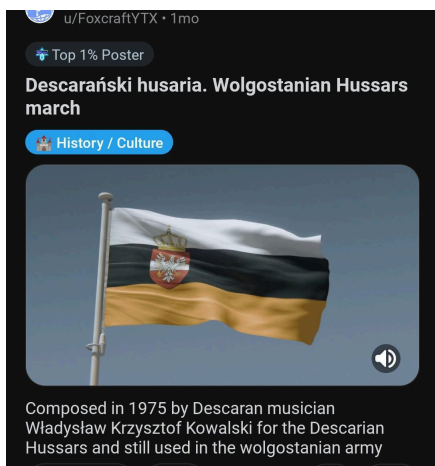 u/FoxcraftYTX • 1mo
Top 1% Poster
Descarański husaria. Wolgostanian Hussars
march
History / Culture
Composed in 1975 by Descaran musician
Władysław Krzysztof Kowalski for the Descarian
Hussars and still used in the wolgostanian army